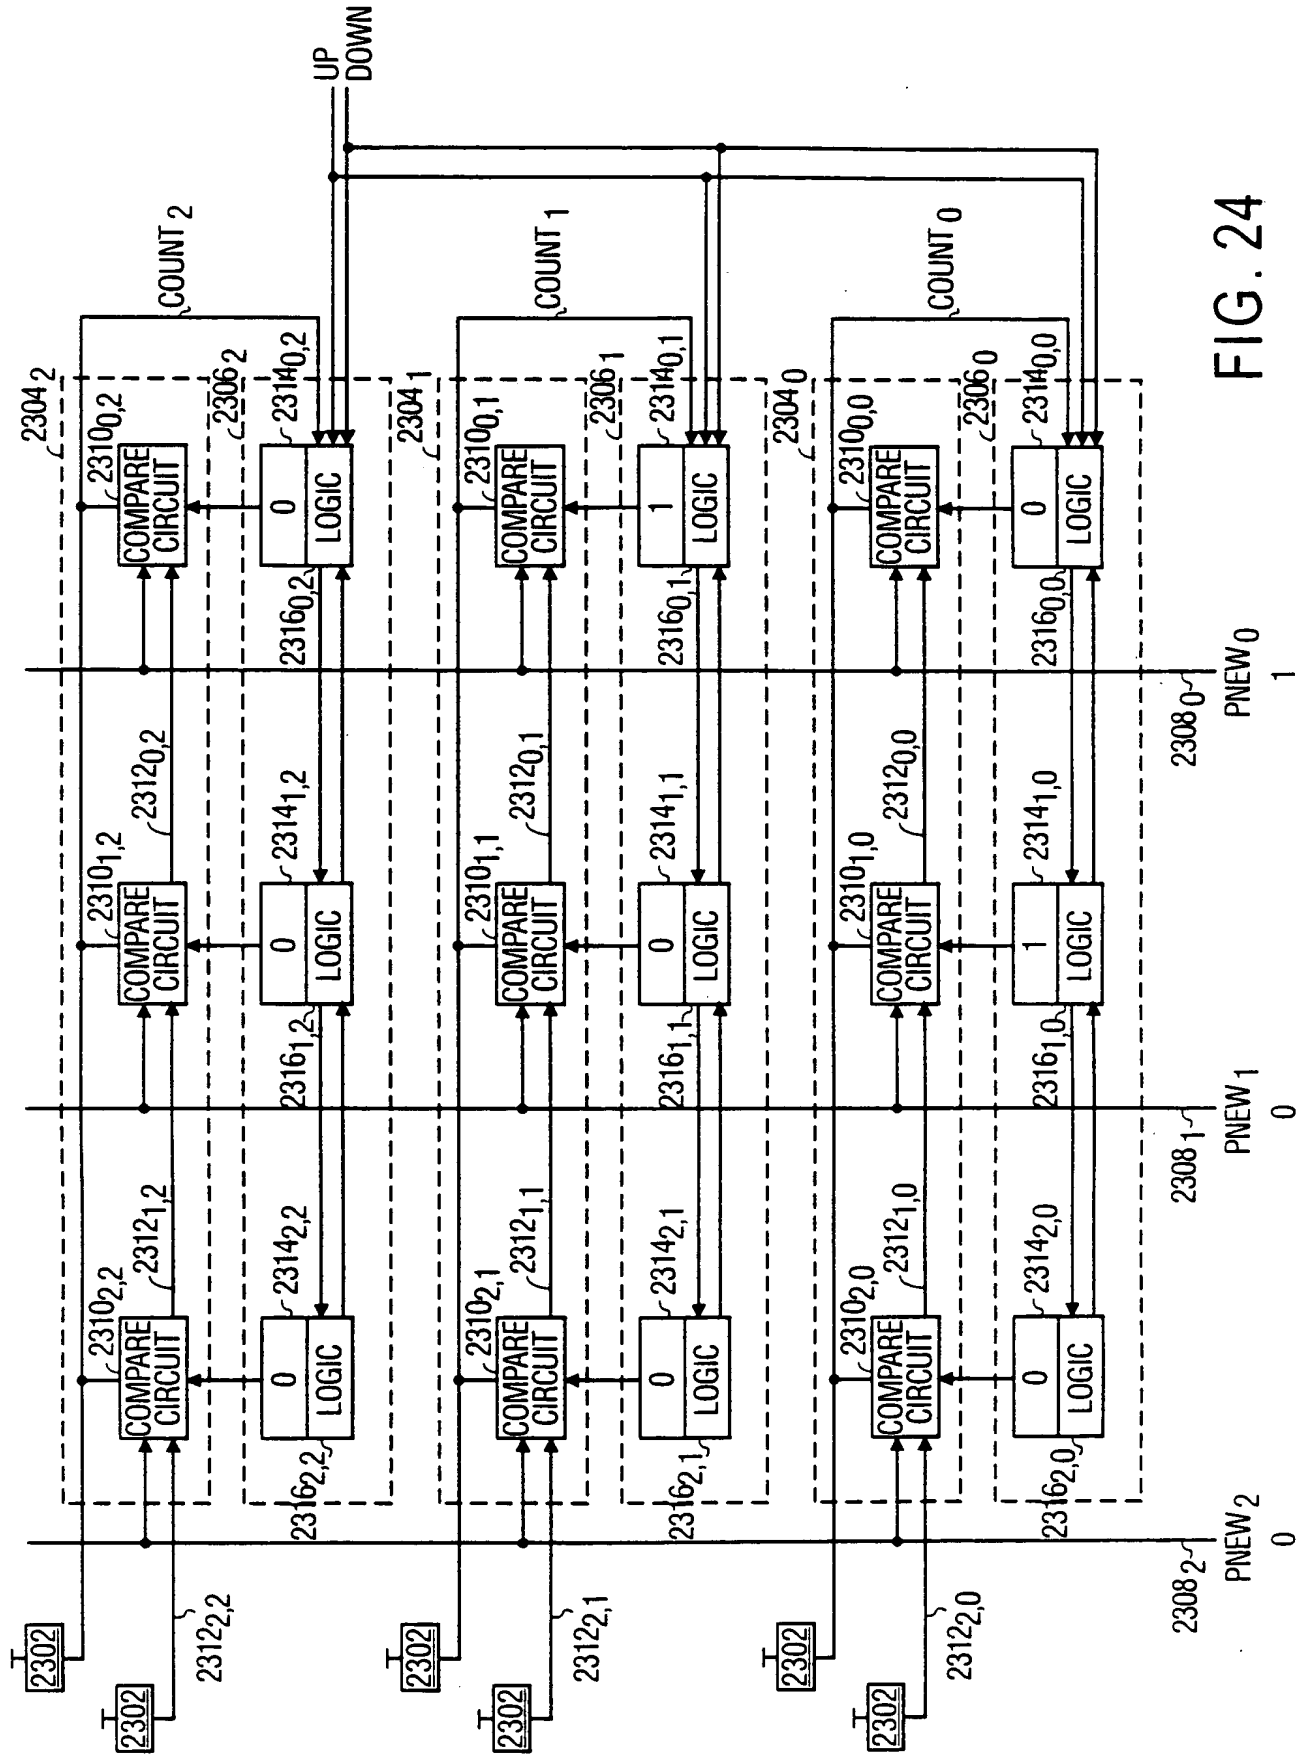 UP
DOWN
COUNT2
2304 2
2310 0,2
COMPARE CIRCUIT
2310 1,2
COMPARE CIRCUIT
2310 2,2
COMPARE CIRCUIT
2302
2302
2312 0,2
2312 1,2
2312 2,2
2306 2
2314 0,2
0
LOGIC
2316 0,2
2314 1,2
0
LOGIC
2316 1,2
2314 2,2
0
LOGIC
2316 2,2
COUNT1
2304 1
2310 0,1
COMPARE CIRCUIT
2310 1,1
COMPARE CIRCUIT
2310 2,1
COMPARE CIRCUIT
2302
2302
2312 0,1
2312 1,1
2312 2,1
2306 1
2314 0,1
1
LOGIC
2316 0,1
2314 1,1
0
LOGIC
2316 1,1
2314 2,1
0
LOGIC
2316 2,1
COUNT0
2304 0
2310 0,0
COMPARE CIRCUIT
2310 1,0
COMPARE CIRCUIT
2310 2,0
COMPARE CIRCUIT
2302
2302
2312 0,0
2312 1,0
2312 2,0
2306 0
2314 0,0
0
LOGIC
2316 0,0
2314 1,0
1
LOGIC
2316 1,0
2314 2,0
0
LOGIC
2316 2,0
2308 2
PNEW2
0
2308 1
PNEW1
0
2308 0
PNEW0
1
FIG. 24